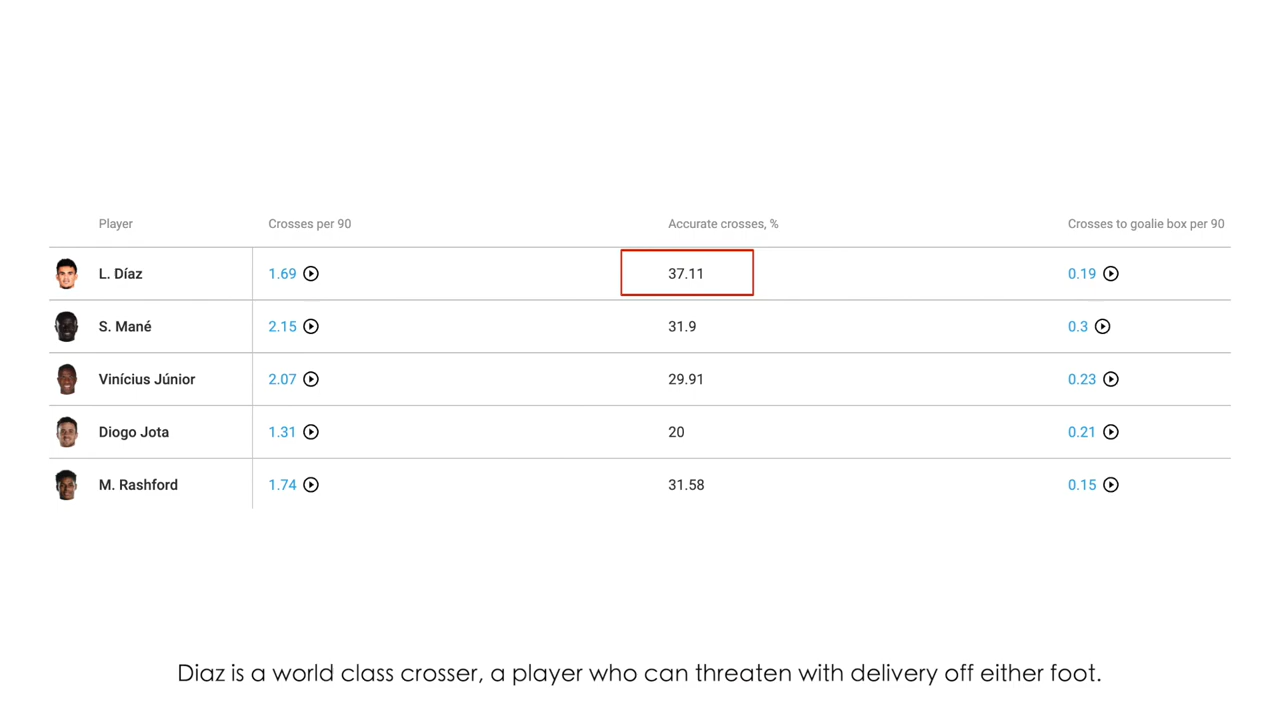 Player Crosses per 90 Accurate crosses, % Crosses to goalie box per 90
L. Díaz 1.69 37.11 0.19
S. Mané 2.15 31.9 0.3
Vinícius Júnior 2.07 29.91 0.23
Diogo Jota 1.31 20 0.21
M. Rashford 1.74 31.58 0.15
Diaz is a world class crosser, a player who can threaten with delivery off either foot.